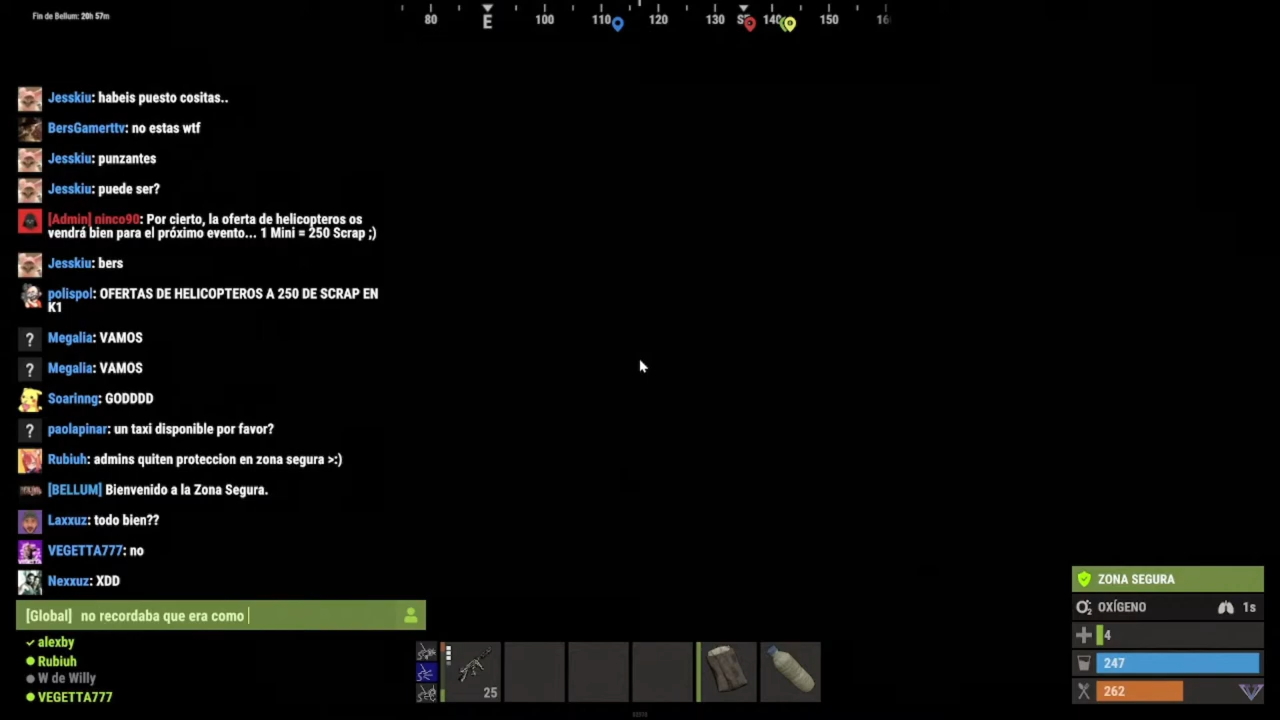 Fin de Bellum: 20h 57m
80 E 100 110 120 130 SE 140 150 16
Jesskiu: habeis puesto cositas..
BersGamerttv: no estas wtf
Jesskiu: punzantes
Jesskiu: puede ser?
[Admin] ninco90: Por cierto, la oferta de helicopteros os
vendrá bien para el próximo evento... 1 Mini = 250 Scrap ;)
Jesskiu: bers
polispol: OFERTAS DE HELICOPTEROS A 250 DE SCRAP EN
K1
Megalia: VAMOS
Megalia: VAMOS
Soarinng: GODDDD
paolapinar: un taxi disponible por favor?
Rubiuh: admins quiten proteccion en zona segura >:)
[BELLUM] Bienvenido a la Zona Segura.
Laxxuz: todo bien??
VEGETTA777: no
Nexxuz: XDD
[Global] no recordaba que era como
alexby
Rubiuh
W de Willy
VEGETTA777
25
ZONA SEGURA
OXÍGENO 1s
4
247
262